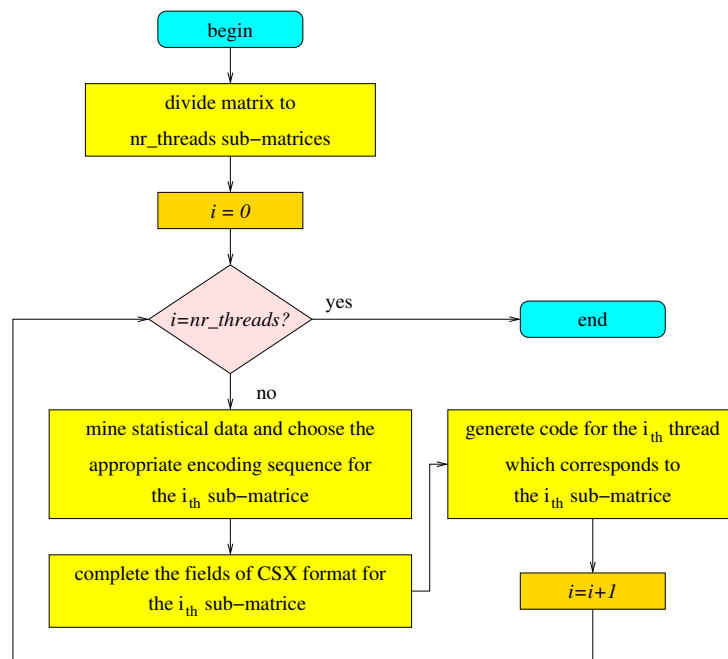 begin
divide matrix to
nr_threads sub-matrices
i = 0
i=nr_threads?
yes
end
no
mine statistical data and choose the
appropriate encoding sequence for
the i_th sub-matrice
complete the fields of CSX format for
the i_th sub-matrice
generete code for the i_th thread
which corresponds to
the i_th sub-matrice
i=i+1